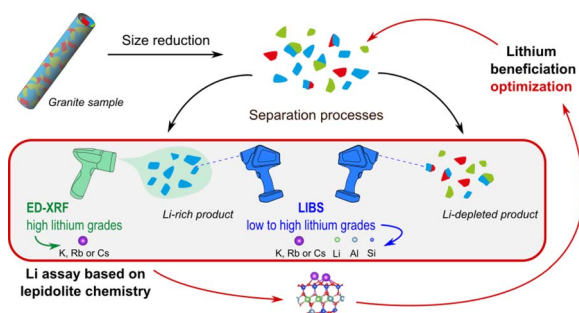 Size reduction
Granite sample
Lithium
beneficiation
optimization
Separation processes
ED-XRF
high lithium grades
K, Rb or Cs
Li-rich product
LIBS
low to high lithium grades
K, Rb or Cs Li Al Si
Li-depleted product
Li assay based on
lepidolite chemistry